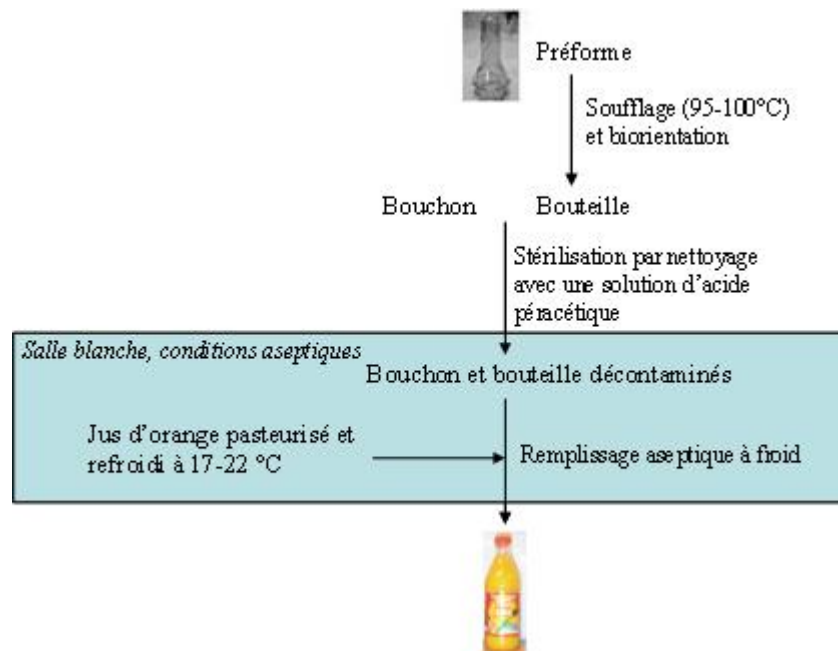 Préforme
Soufflage (95-100°C)
et biorientation
Bouchon Bouteille
Stérilisation par nettoyage
avec une solution d'acide
péracétique
Salle blanche, conditions aseptiques
Bouchon et bouteille décontaminés
Jus d'orange pasteurisé et
refroidi à 17-22 °C
Remplissage aseptique à froid